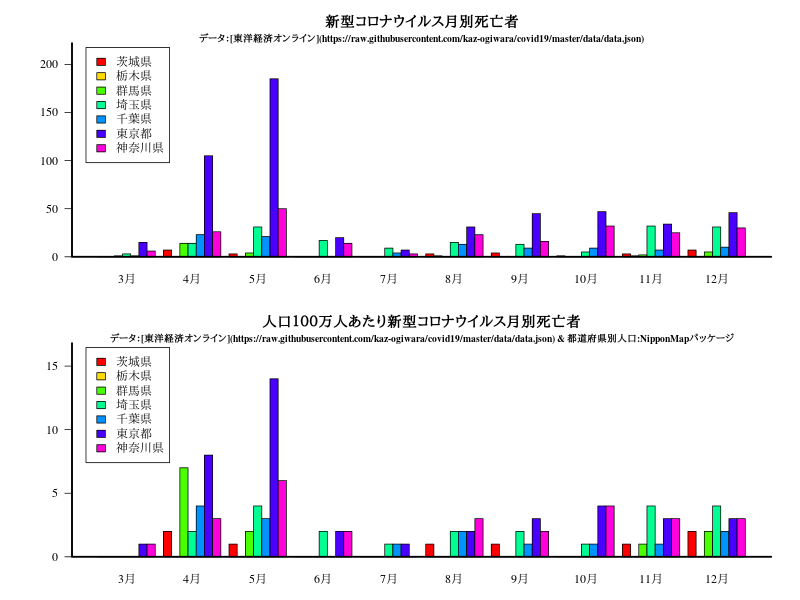 新型コロナウイルス月別死亡者
データ:[東洋経済オンライン](https://raw.githubusercontent.com/kaz-ogiwara/covid19/master/data/data.json)
茨城県
栃木県
群馬県
埼玉県
千葉県
東京都
神奈川県
200
150
100
50
0
3月 4月 5月 6月 7月 8月 9月 10月 11月 12月
人口100万人あたり新型コロナウイルス月別死亡者
データ:[東洋経済オンライン](https://raw.githubusercontent.com/kaz-ogiwara/covid19/master/data/data.json) & 都道府県別人口:NipponMapパッケージ
茨城県
栃木県
群馬県
埼玉県
千葉県
東京都
神奈川県
15
10
5
0
3月 4月 5月 6月 7月 8月 9月 10月 11月 12月